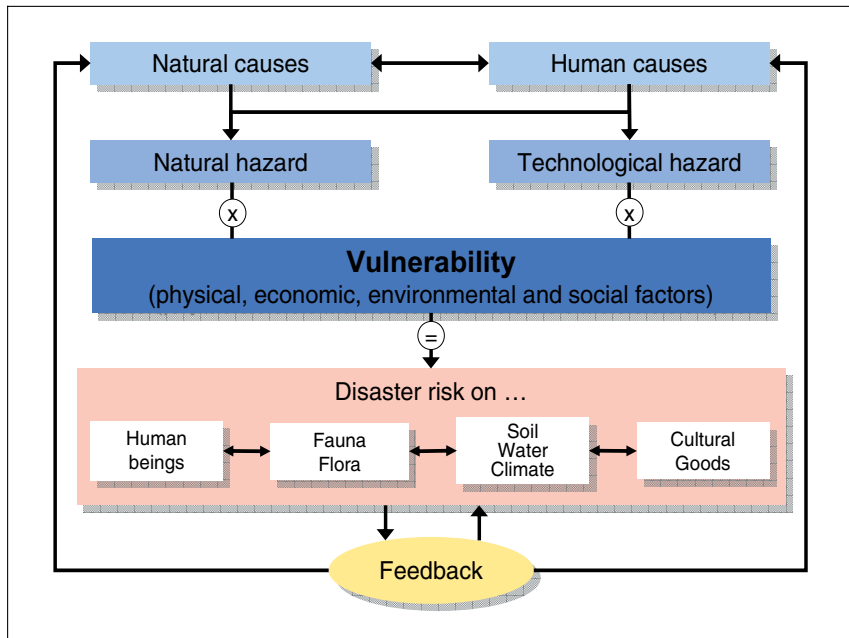 Natural causes
Human causes
Natural hazard
Technological hazard
x
x
Vulnerability
(physical, economic, environmental and social factors)
=
Disaster risk on …
Human
beings
Fauna
Flora
Soil
Water
Climate
Cultural
Goods
Feedback